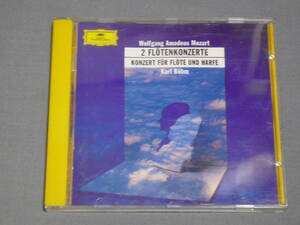 Wolfgang Amadeus Mozart
2 FLÖTENKONZERTE
KONZERT FÜR FLÖTE UND HARFE
Karl Böhm